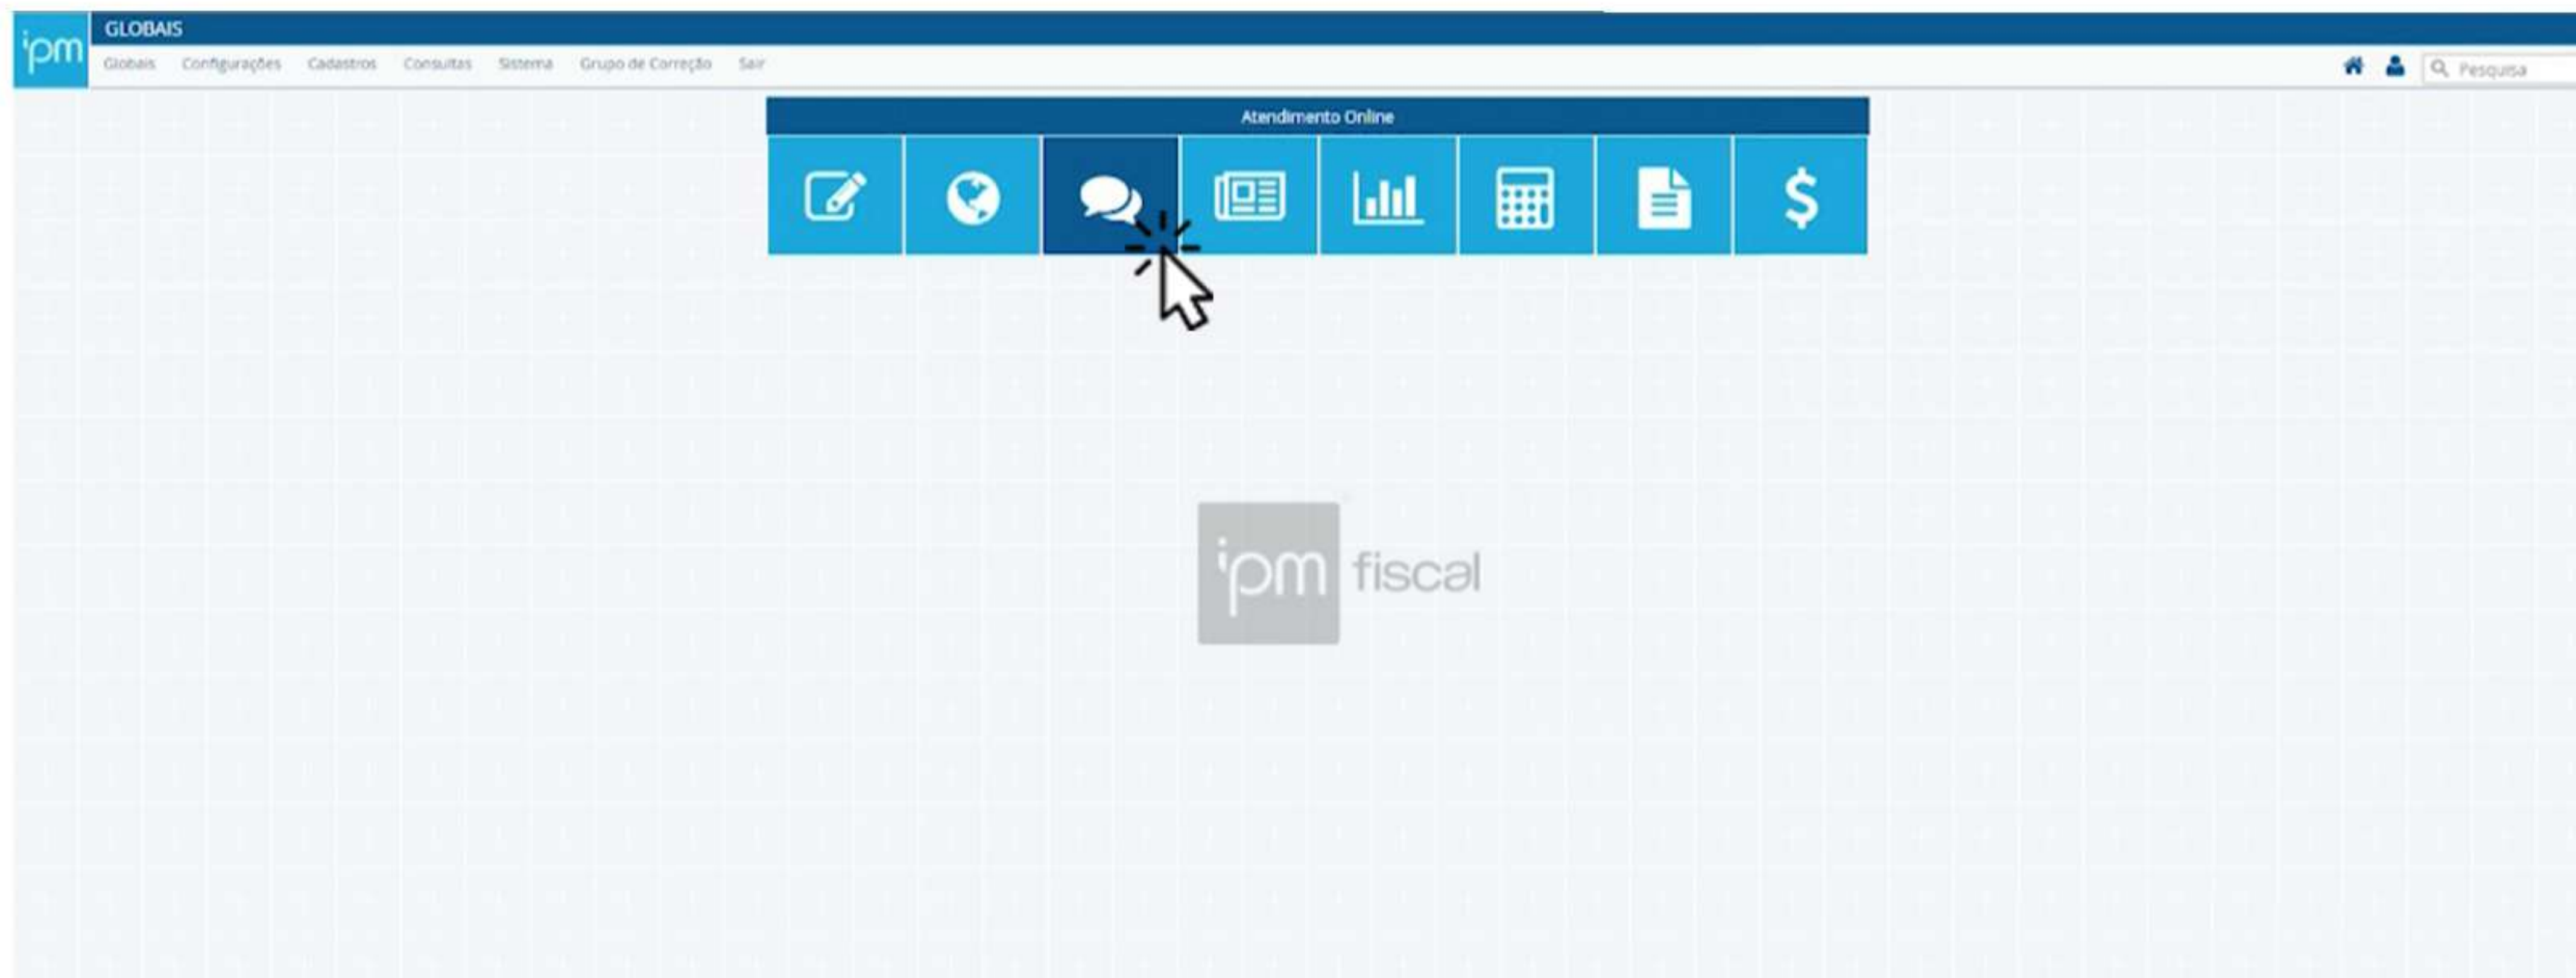 ipm
GLOBAIS
Globais Configurações Cadastros Consultas Sistema Grupo de Correção Sair
Pesquisa
Atendimento Online
ipm fiscal